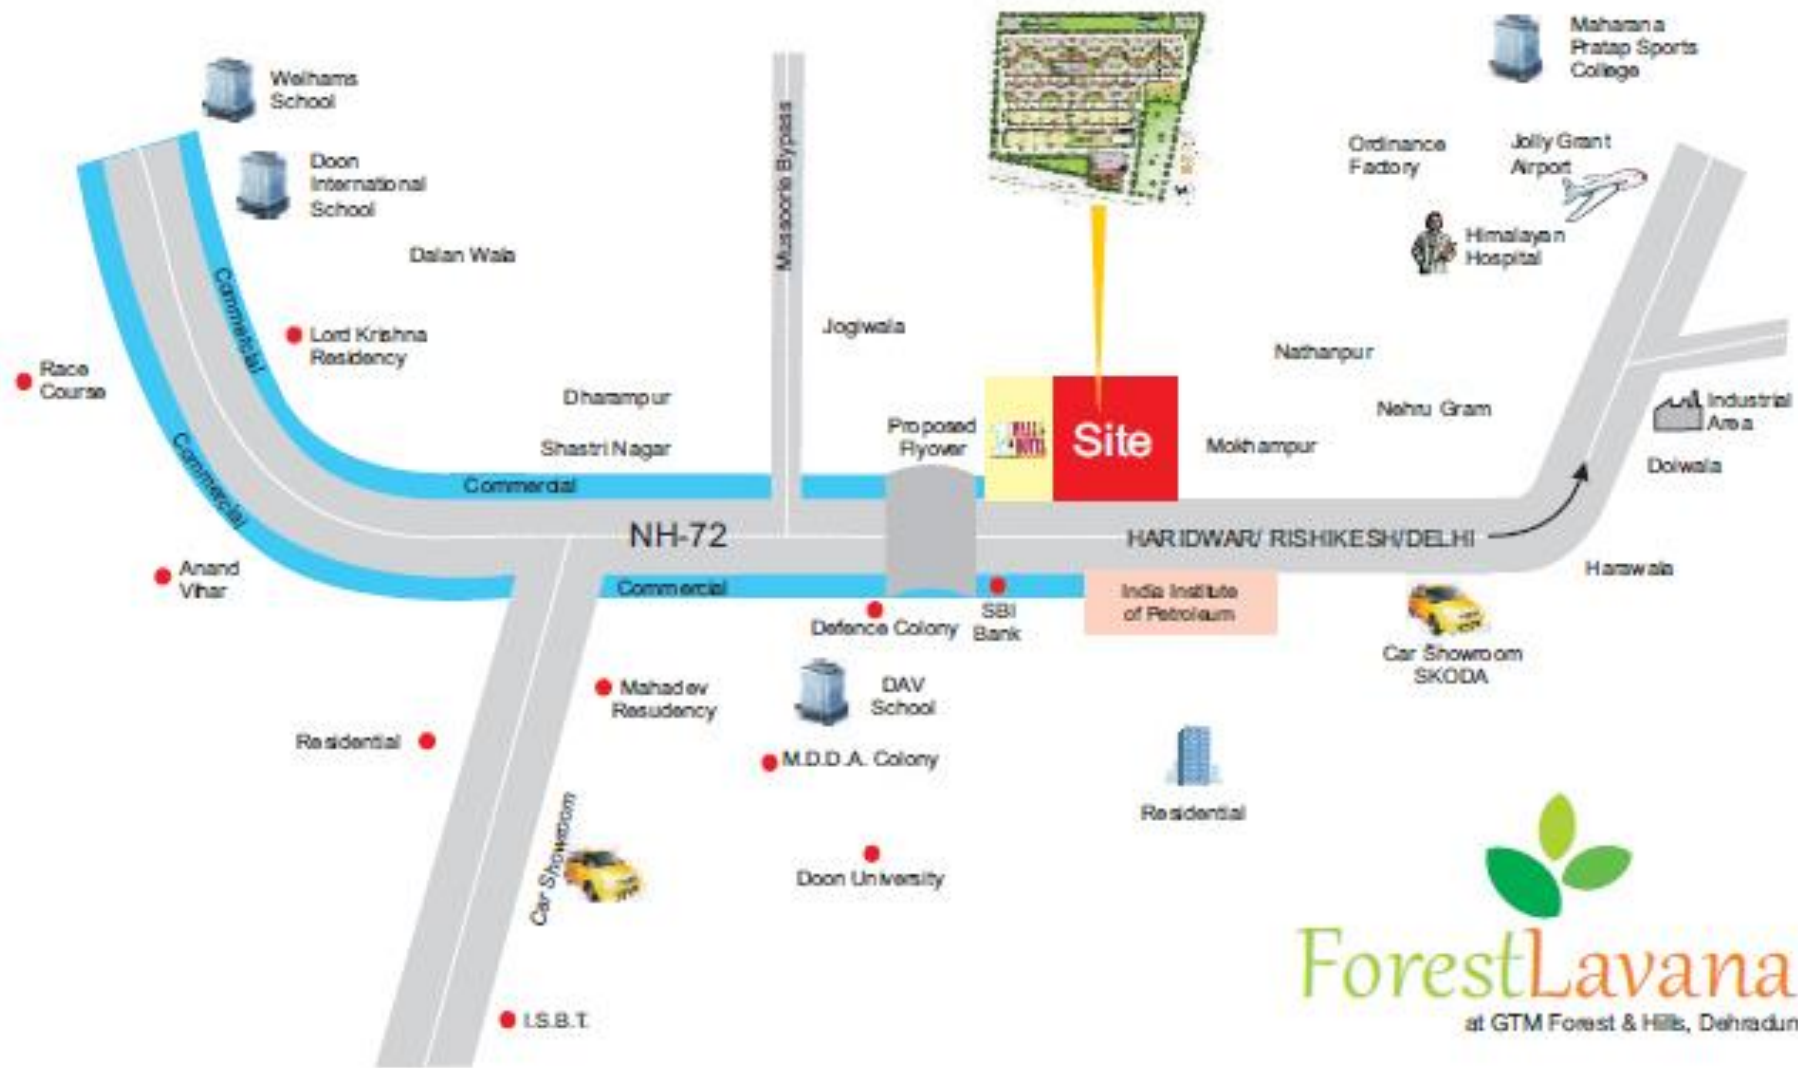 Welhams
School
Doon
International
School
Dalan Wala
Commercial
Lord Krishna
Residency
Race
Course
Commercial
Anand
Vihar
Dharampur
Shastri Nagar
Commercial
Mussoorie Bypass
Jogiwala
Proposed
Flyover
Site
Maharana
Pratap Sports
College
Ordinance
Factory
Jolly Grant
Airport
Himalayan
Hospital
Nathanpur
Nehru Gram
Mokhampur
Industrial
Area
Doiwala
NH-72
HARIDWAR/ RISHIKESH/DELHI
Harawala
Commercial
India Institute
of Petroleum
SBI
Bank
Defence Colony
Car Showroom
SKODA
Mahadev
Resudency
DAV
School
Residential
M.D.D.A. Colony
Residential
Car Showroom
Doon University
I.S.B.T.
ForestLavana
at GTM Forest & Hills, Dehradun